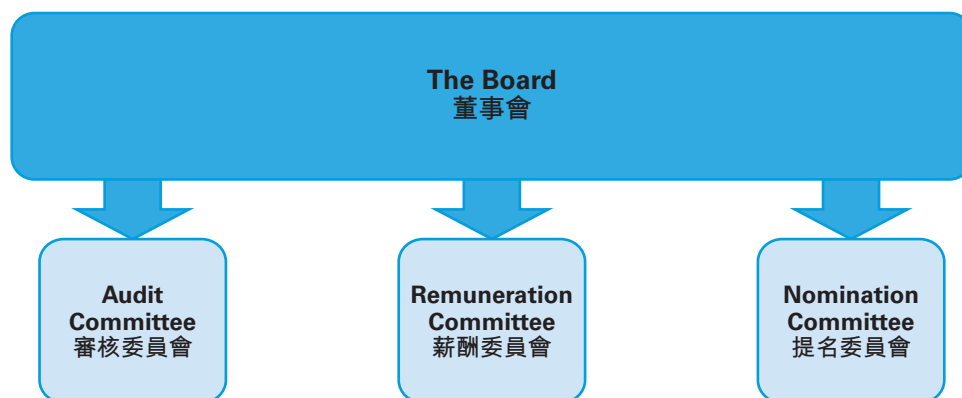 The Board
董事會
Audit
Committee
審核委員會
Remuneration
Committee
薪酬委員會
Nomination
Committee
提名委員會